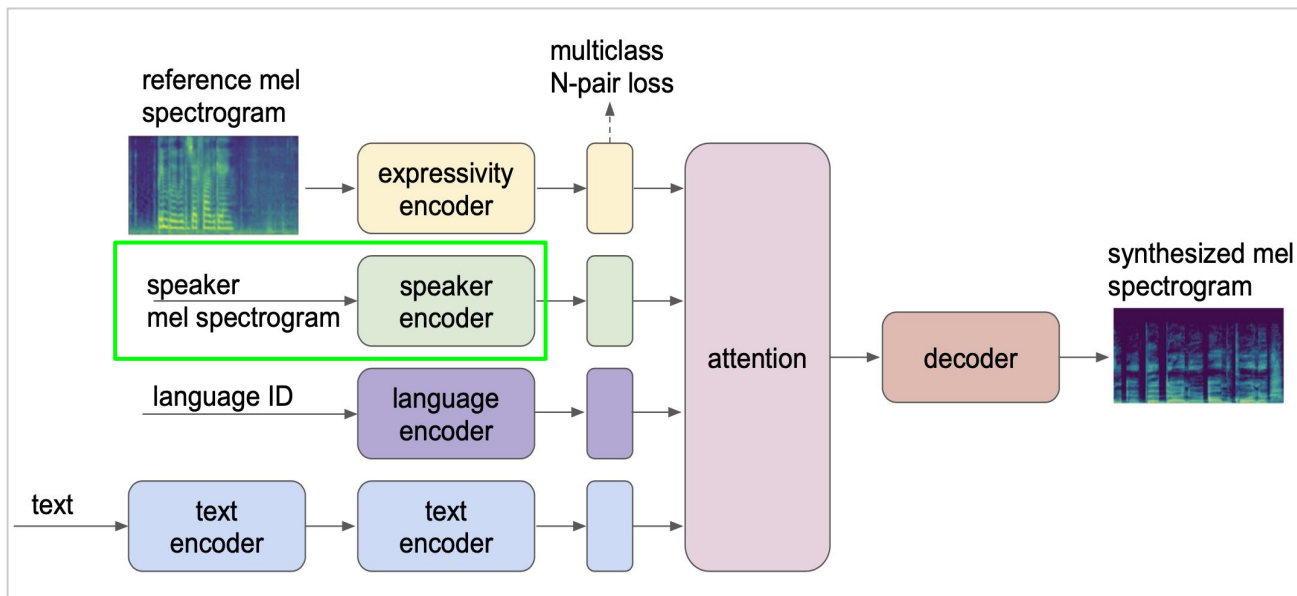 multiclass
N-pair loss
reference mel
spectrogram
expressivity
encoder
speaker
mel spectrogram
speaker
encoder
attention
decoder
synthesized mel
spectrogram
language ID
language
encoder
text
text
encoder
text
encoder